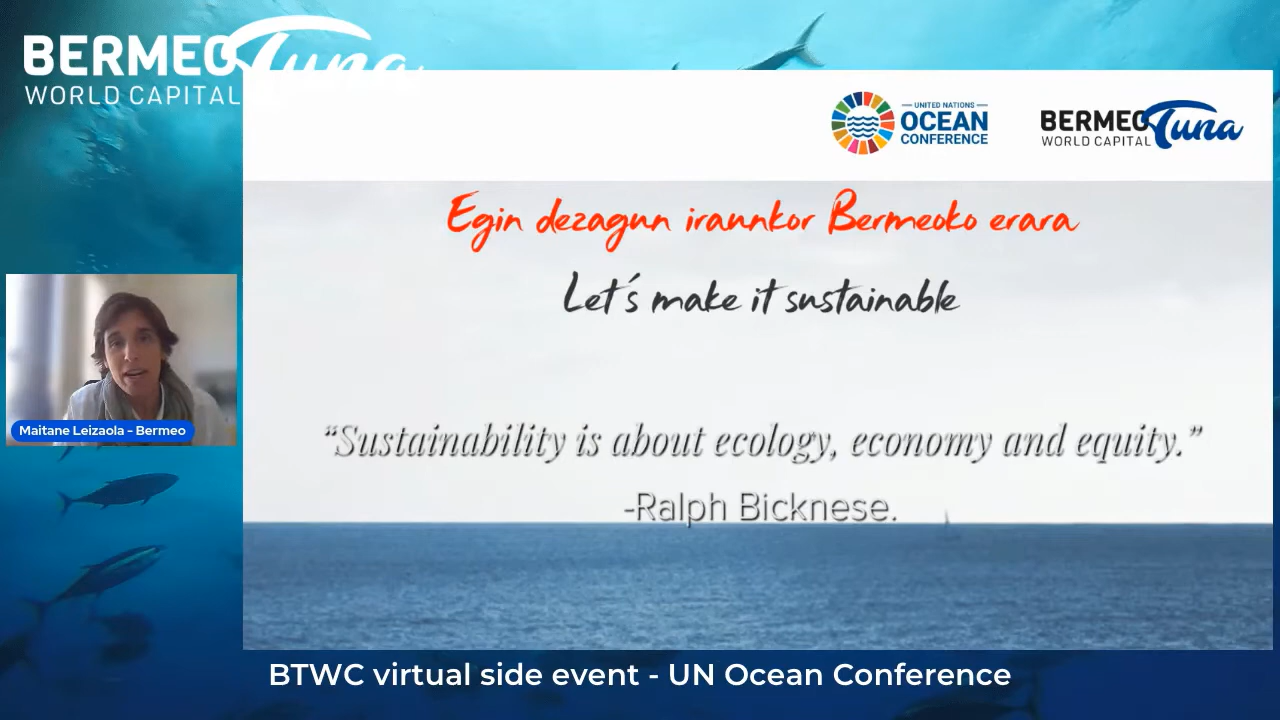 BERMEO Tuna
WORLD CAPITAL
UNITED NATIONS
OCEAN
CONFERENCE
BERMEO Tuna
WORLD CAPITAL
Egin dezagun iraunkor Bermeoko erara
Let's make it sustainable
Maitane Leizaola - Bermeo
“Sustainability is about ecology, economy and equity.”
-Ralph Bicknese.
BTWC virtual side event - UN Ocean Conference